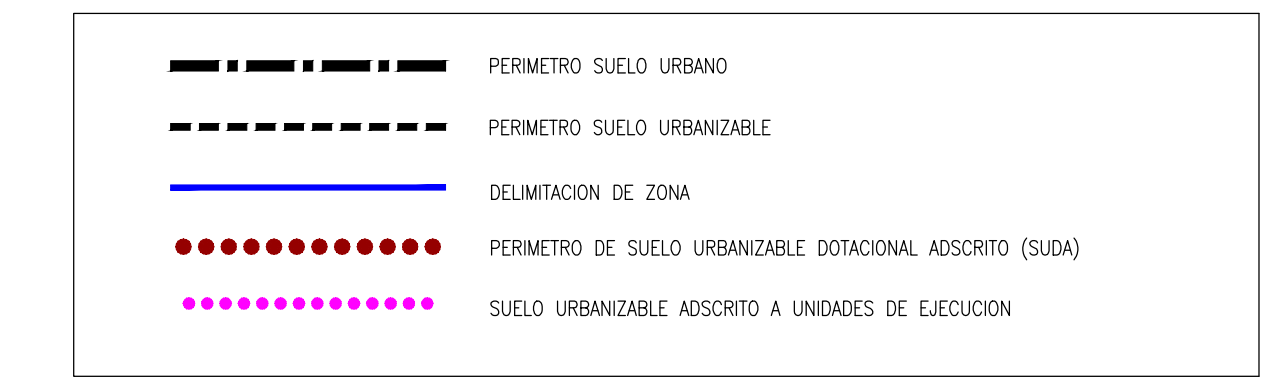 PERIMETRO SUELO URBANO
PERIMETRO SUELO URBANIZABLE
DELIMITACION DE ZONA
PERIMETRO DE SUELO URBANIZABLE DOTACIONAL ADSCRITO (SUDA)
SUELO URBANIZABLE ADSCRITO A UNIDADES DE EJECUCION